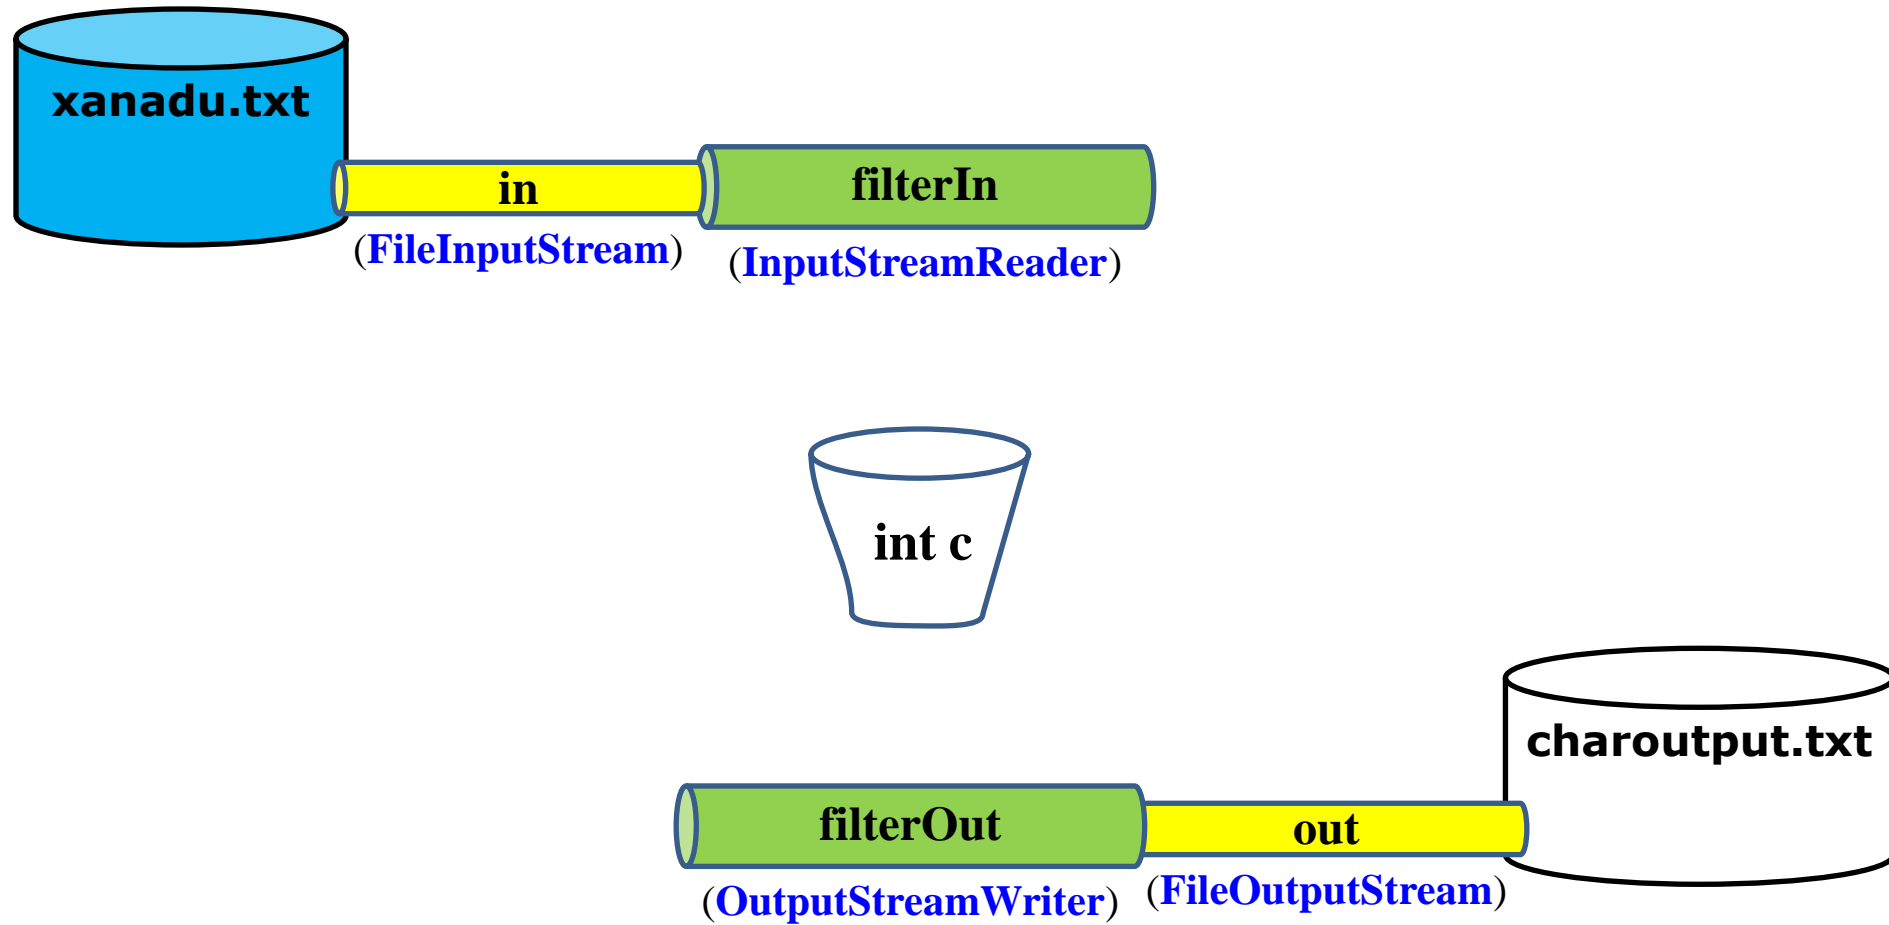 xanadu.txt
in
filterIn
(FileInputStream)
(InputStreamReader)
int c
charoutput.txt
filterOut
out
(OutputStreamWriter)
(FileOutputStream)